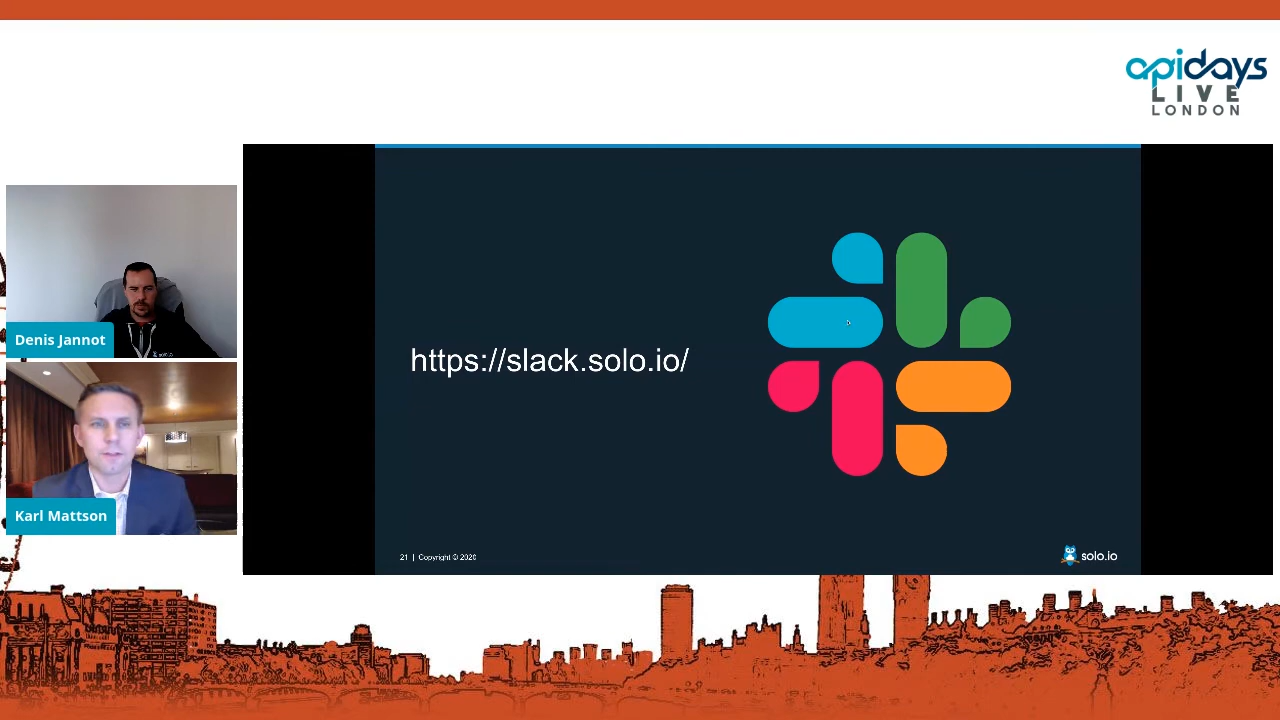 apidays
LIVE
LONDON
Denis Jannot
Karl Mattson
https://slack.solo.io/
21 | Copyright © 2020
solo.io